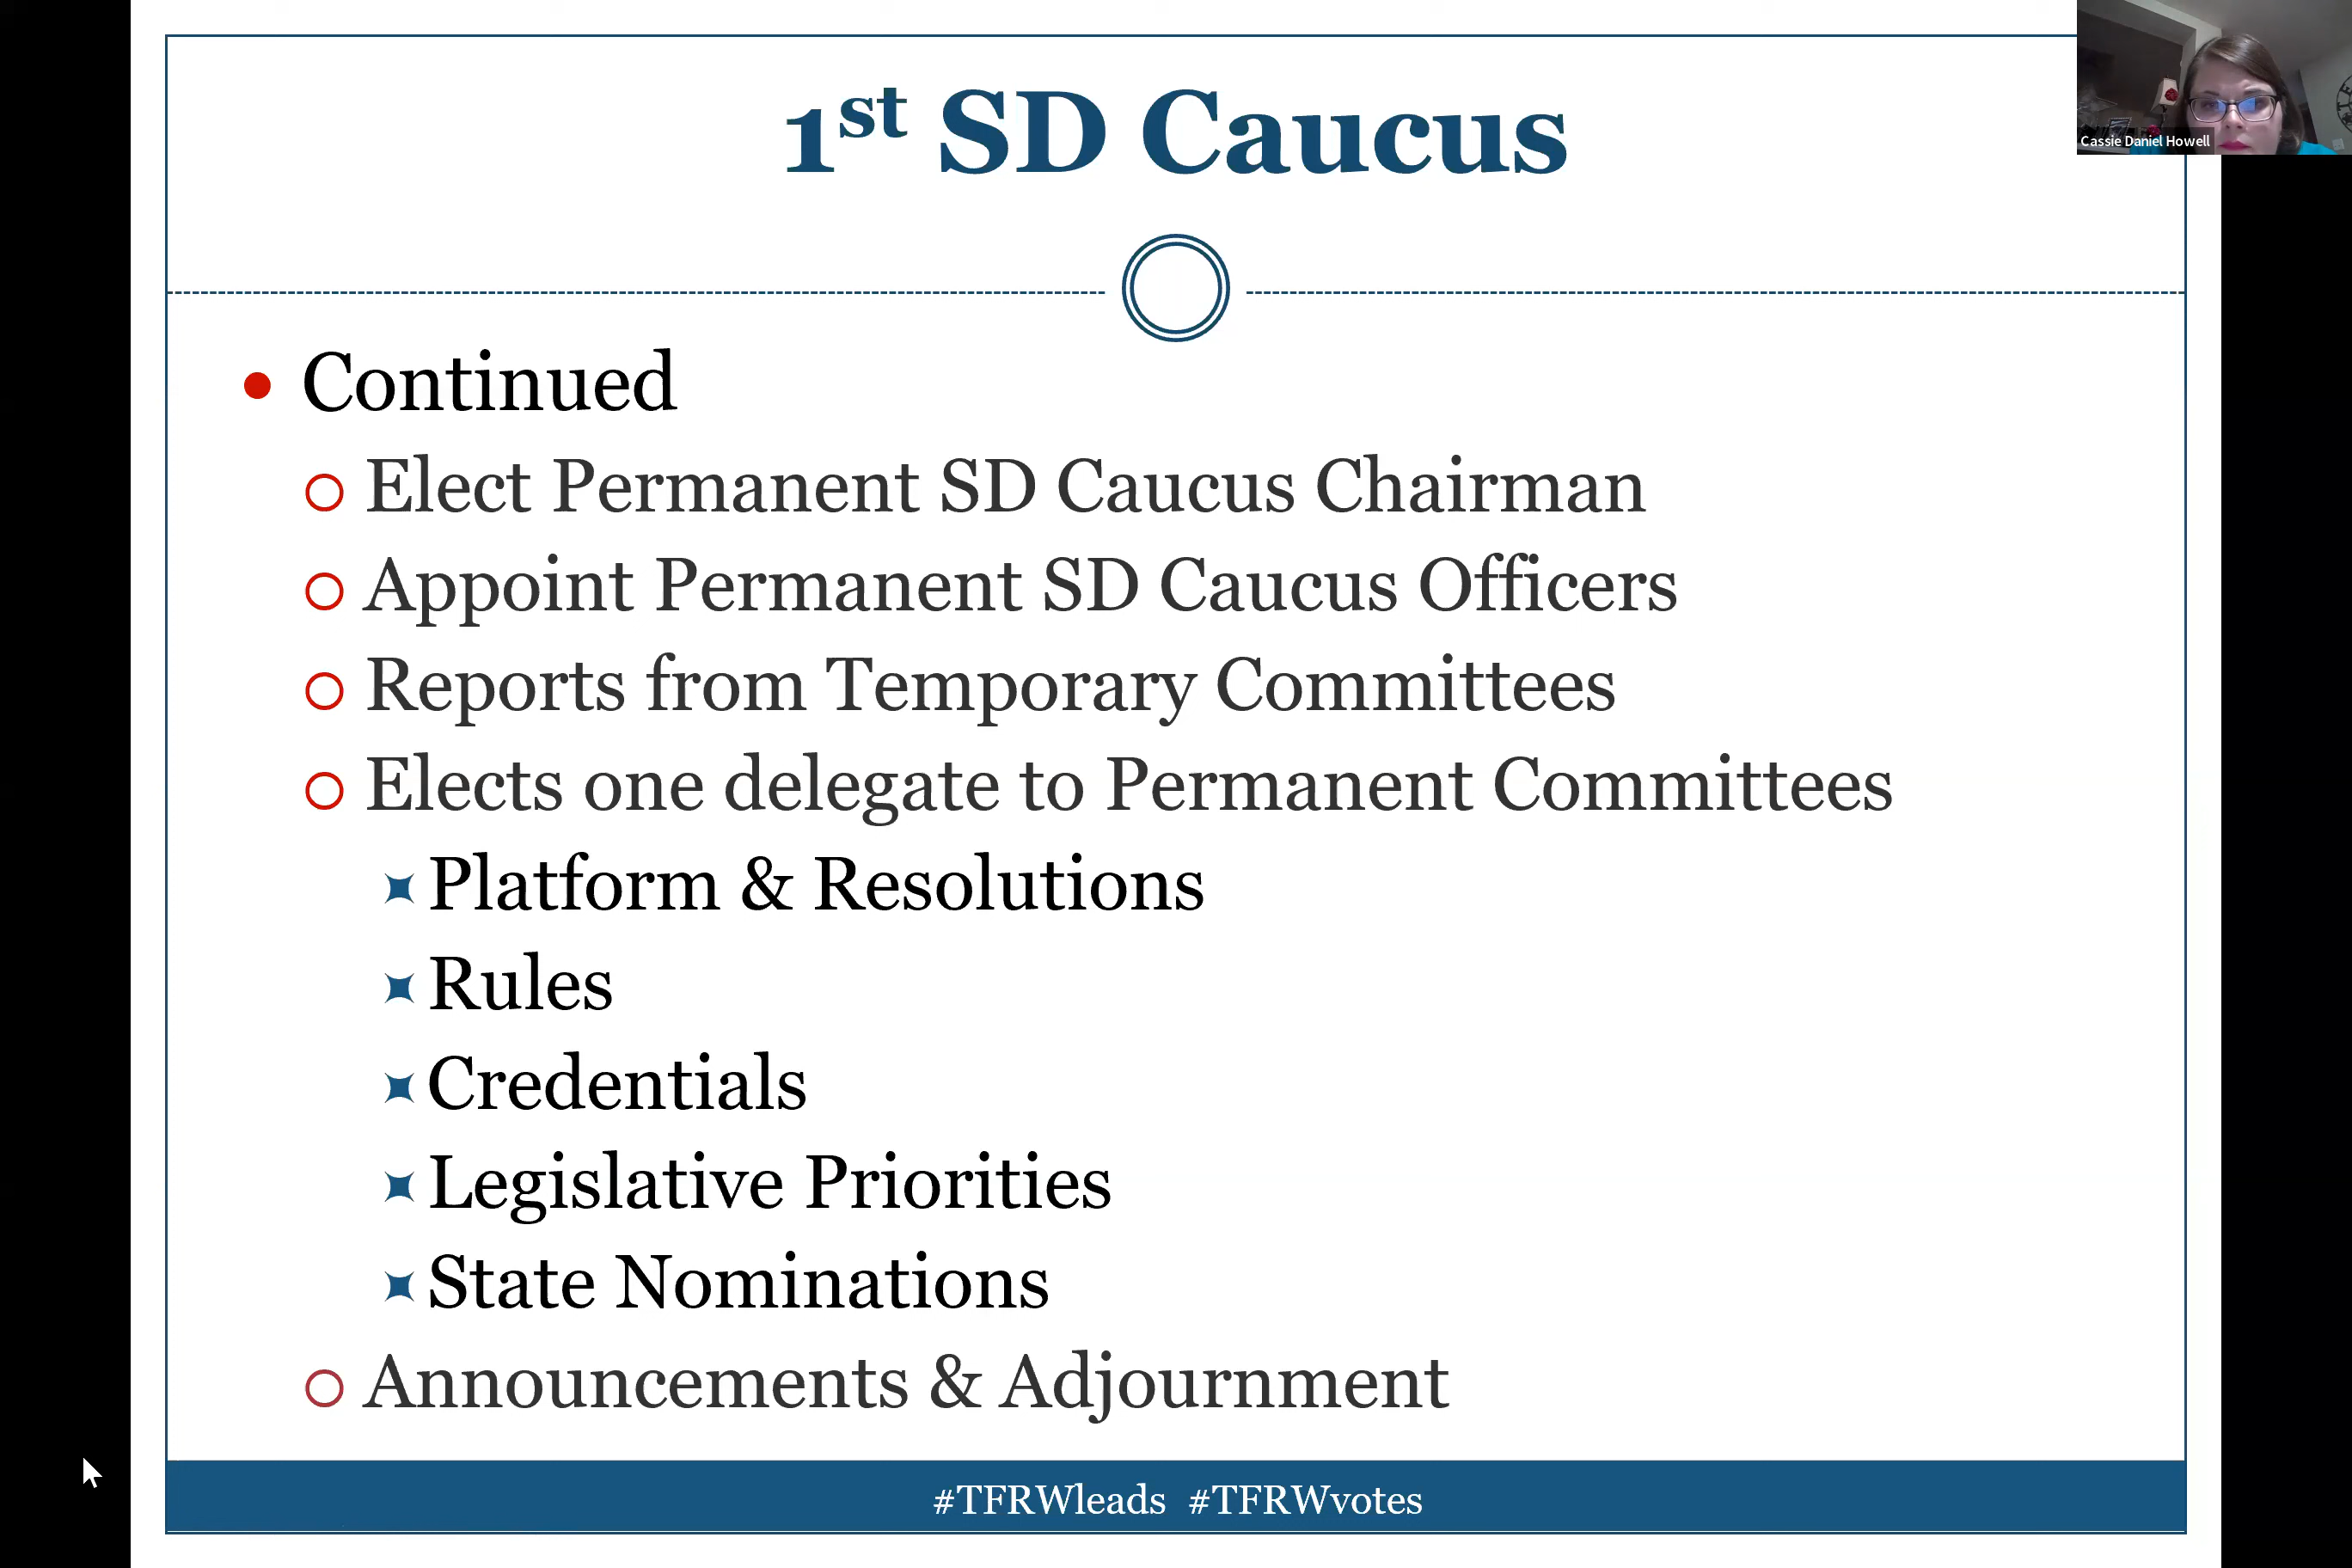 1st SD Caucus
Cassie Daniel Howell
Continued
Elect Permanent SD Caucus Chairman
Appoint Permanent SD Caucus Officers
Reports from Temporary Committees
Elects one delegate to Permanent Committees
Platform & Resolutions
Rules
Credentials
Legislative Priorities
State Nominations
Announcements & Adjournment
#TFRWleads #TFRWvotes